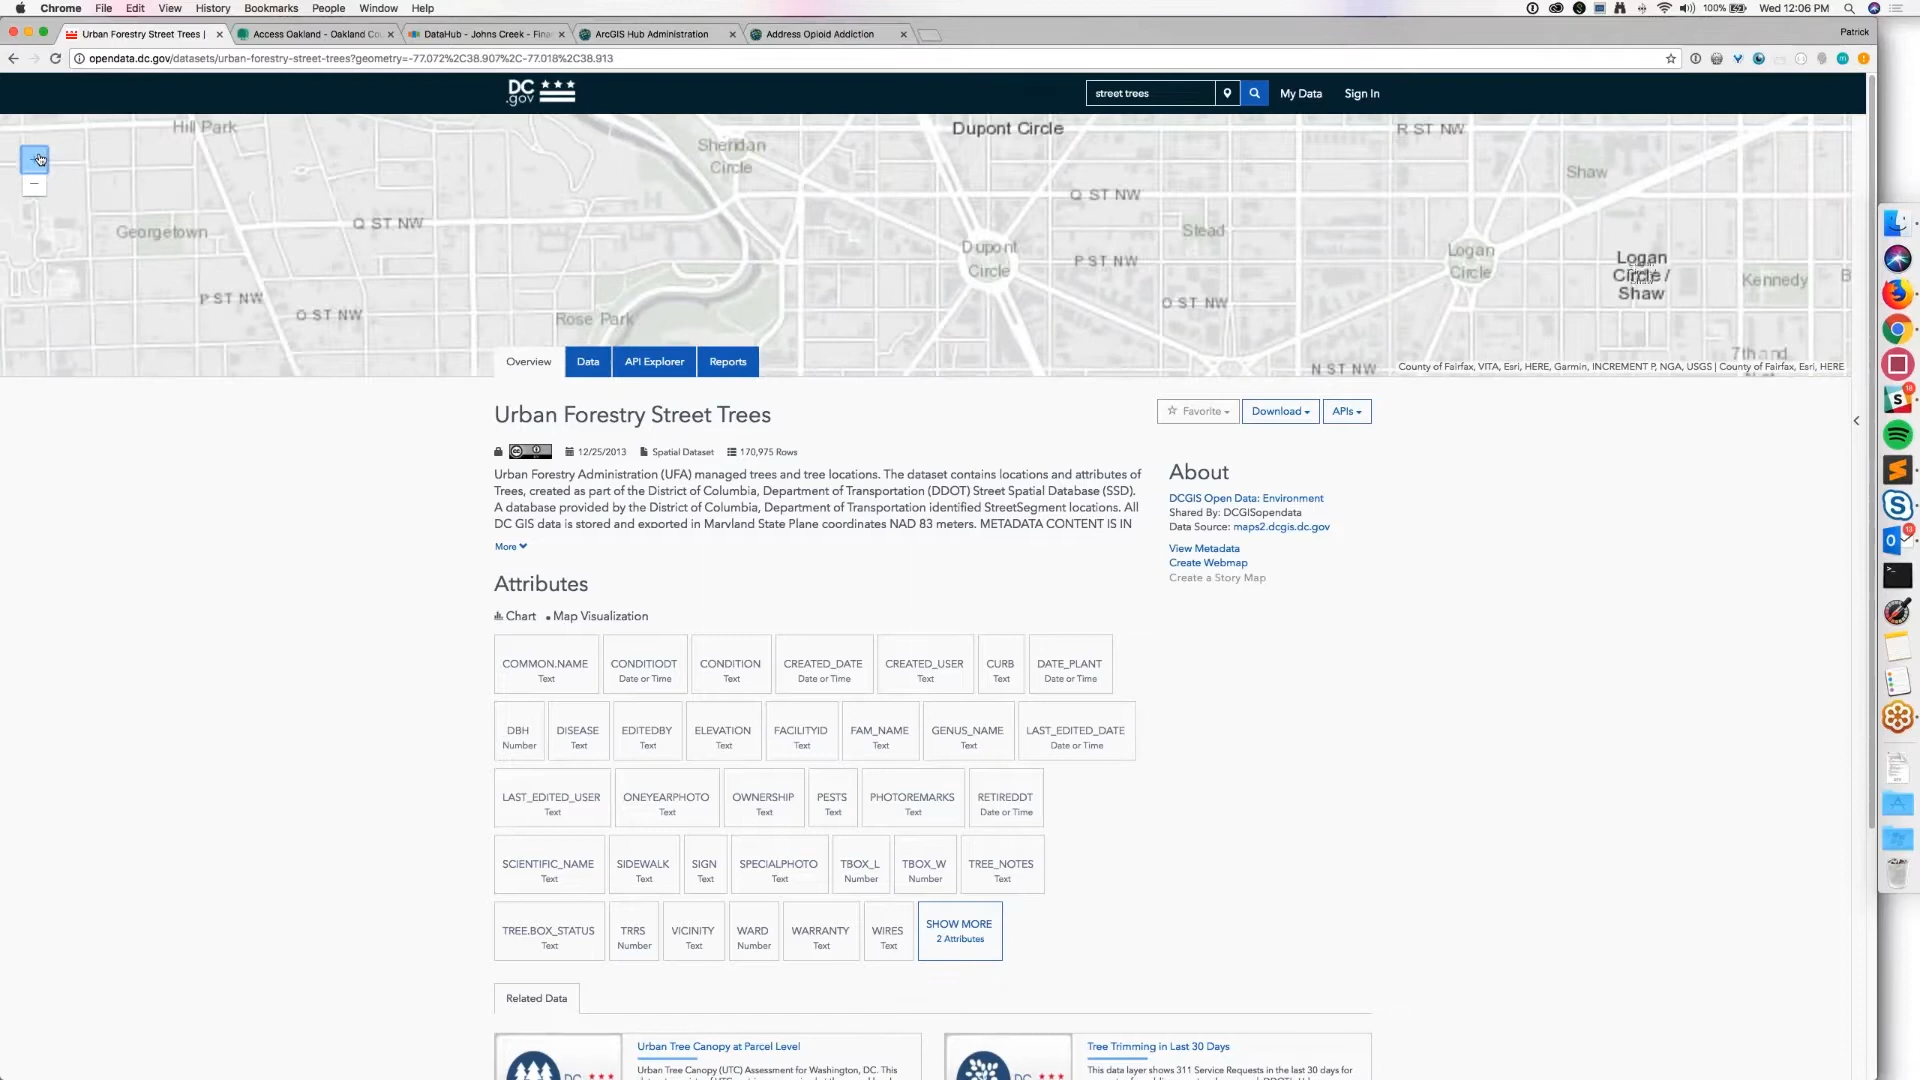 Chrome File Edit View History Bookmarks People Window Help 100% Wed 12:06 PM
Urban Forestry Street Trees | Access Oakland - Oakland Co DataHub - Johns Creek - Fina ArcGIS Hub Administration Address Opioid Addiction Patrick
opendata.dc.gov/datasets/urban-forestry-street-trees?geometry=-77.072%2C38.907%2C-77.018%2C38.913
DC .gov street trees My Data Sign In
Hill Park Dupont Circle R ST NW
Sheridan
Circle
Shaw
Q ST NW
Q ST NW
Georgetown
Stead
Dupont
Circle
P ST NW
Logan
Circle
Logan
Circle /
Shaw
Kennedy
P ST NW
O ST NW
O ST NW
Rose Park
7th and
N ST NW
County of Fairfax, VITA, Esri, HERE, Garmin, INCREMENT P, NGA, USGS | County of Fairfax, Esri, HERE
Overview Data API Explorer Reports
Urban Forestry Street Trees
Favorite Download APIs
12/25/2013 Spatial Dataset 170,975 Rows
Urban Forestry Administration (UFA) managed trees and tree locations. The dataset contains locations and attributes of
Trees, created as part of the District of Columbia, Department of Transportation (DDOT) Street Spatial Database (SSD).
A database provided by the District of Columbia, Department of Transportation identified StreetSegment locations. All
DC GIS data is stored and exported in Maryland State Plane coordinates NAD 83 meters. METADATA CONTENT IS IN
More
About
DCGIS Open Data: Environment
Shared By: DCGISopendata
Data Source: maps2.dcgis.dc.gov
View Metadata
Create Webmap
Create a Story Map
Attributes
Chart Map Visualization
COMMON.NAME CONDITIODT CONDITION CREATED_DATE CREATED_USER CURB DATE_PLANT
Text Date or Time Text Date or Time Text Text Date or Time
DBH DISEASE EDITEDBY ELEVATION FACILITYID FAM_NAME GENUS_NAME LAST_EDITED_DATE
Number Text Text Text Text Text Text Date or Time
LAST_EDITED_USER ONEYEARPHOTO OWNERSHIP PESTS PHOTOREMARKS RETIREDDT
Text Text Text Text Text Date or Time
SCIENTIFIC_NAME SIDEWALK SIGN SPECIALPHOTO TBOX_L TBOX_W TREE_NOTES
Text Text Text Text Number Number Text
TREE.BOX_STATUS TRRS VICINITY WARD WARRANTY WIRES SHOW MORE
Text Number Text Number Text Text 2 Attributes
Related Data
Urban Tree Canopy at Parcel Level
Urban Tree Canopy (UTC) Assessment for Washington, DC. This
DC
Tree Trimming in Last 30 Days
This data layer shows 311 Service Requests in the last 30 days for
DC